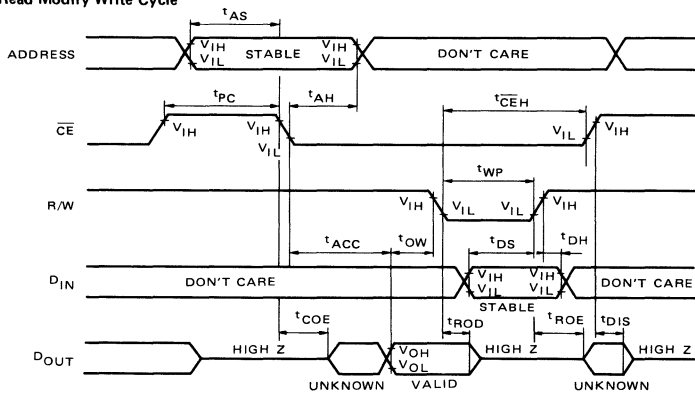 Read Modify Write Cycle
tAS
ADDRESS
VIH
VIL
STABLE
VIH
VIL
DON'T CARE
tPC
tAH
tCEH
CE
VIH
VIH
VIL
VIL
VIH
tWP
R/W
VIH
VIL
VIL
VIH
tACC
tOW
tDS
tDH
DIN
DON'T CARE
VIH
VIL
VIH
VIL
STABLE
DON'T CARE
tCOE
tROD
tROE
tDIS
DOUT
HIGH Z
VOH
VOL
HIGH Z
HIGH Z
UNKNOWN
VALID
UNKNOWN